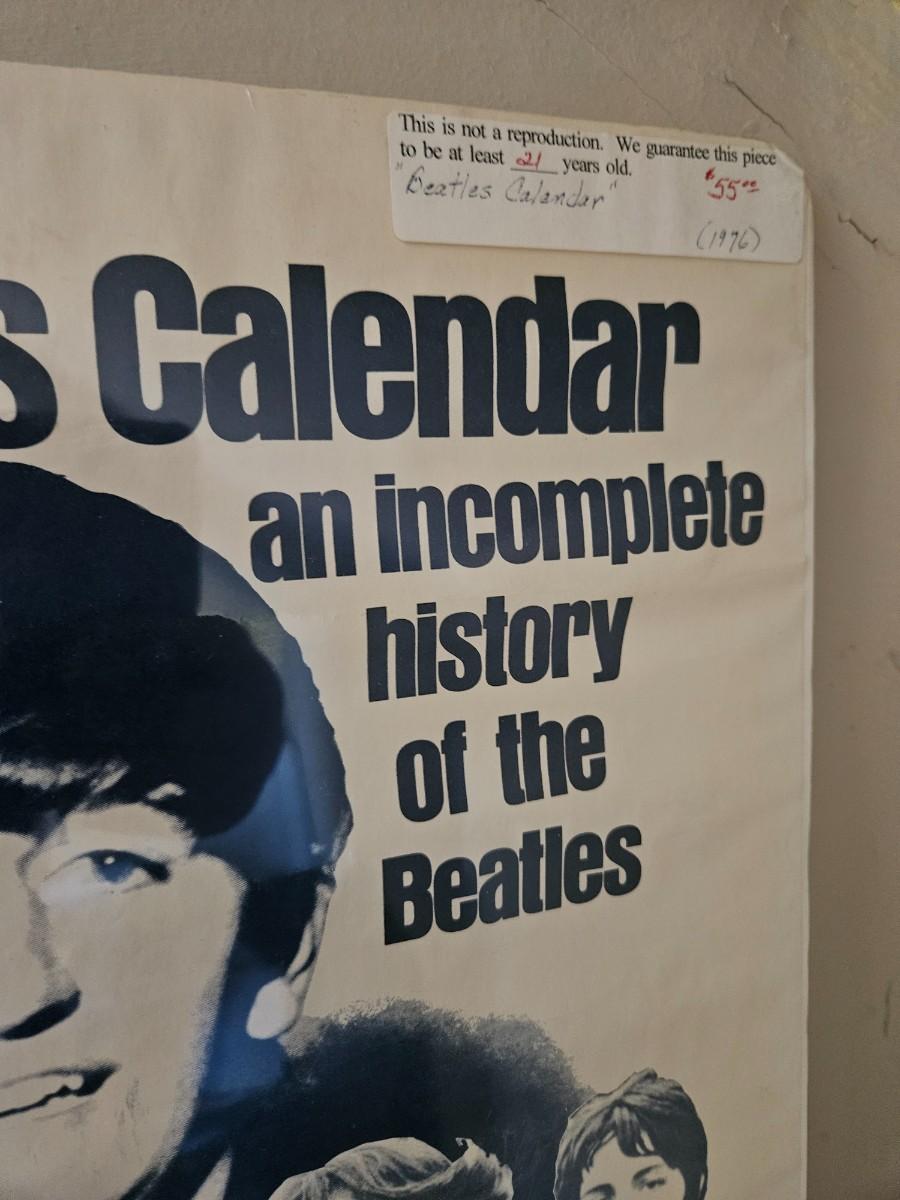 This is not a reproduction. We guarantee this piece
to be at least 21 years old.
$55.00
"Beatles Calendar"
(1976)
s Calendar
an incomplete
history
of the
Beatles